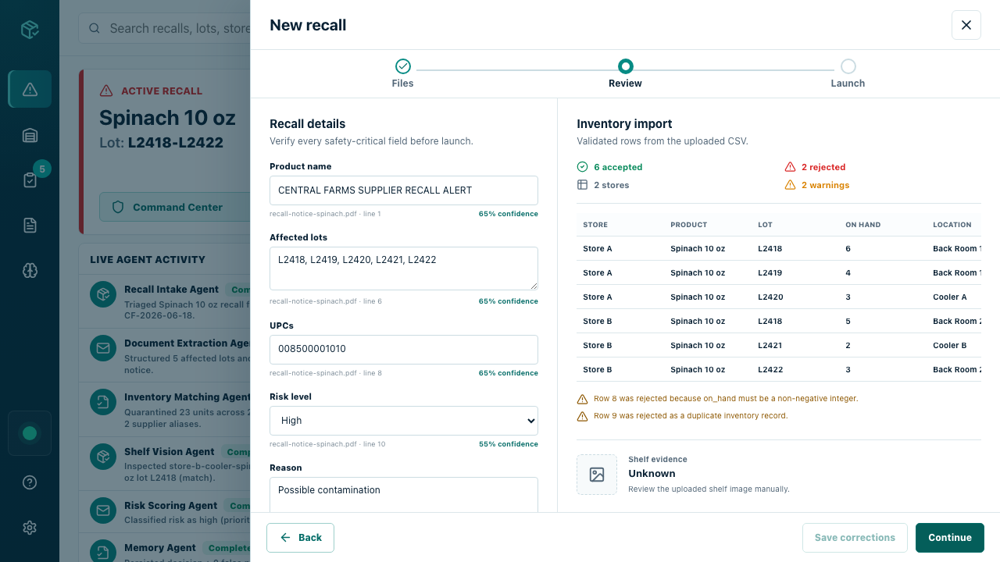 Search recalls, lots, store
ACTIVE RECALL
Spinach 10 oz
Lot: L2418-L2422
Command Center
5
LIVE AGENT ACTIVITY
Recall Intake Agent
Triaged Spinach 10 oz recall
CF-2026-06-18.
Document Extraction
Structured 5 affected lots
notice.
Inventory Matching Agent
Quarantined 23 units across 2
2 supplier aliases.
Shelf Vision Agent
Inspected
oz lot L2418 (match).
Risk Scoring Agent
Classified risk as high
Memory Agent
New recall
Files
Review
Launch
Recall details
Verify every safety-critical field before launch.
Product name
CENTRAL FARMS SUPPLIER RECALL ALERT
recall-notice-spinach.pdf · line 1
65% confidence
Affected lots
L2418, L2419, L2420, L2421, L2422
recall-notice-spinach.pdf · line 6
65% confidence
UPCs
008500001010
recall-notice-spinach.pdf · line 8
65% confidence
Risk level
High
recall-notice-spinach.pdf · line 10
55% confidence
Reason
Possible contamination
Inventory import
Validated rows from the uploaded CSV.
6 accepted
2 rejected
2 stores
2 warnings
STORE PRODUCT LOT ON HAND LOCATION
Store A Spinach 10 oz L2418 6 Back Room 1
Store A Spinach 10 oz L2419 4 Back Room 1
Store A Spinach 10 oz L2420 3 Cooler A
Store B Spinach 10 oz L2418 5 Back Room 2
Store B Spinach 10 oz L2421 2 Cooler B
Store B Spinach 10 oz L2422 3 Back Room 2
Row 8 was rejected because on_hand must be a non-negative integer.
Row 9 was rejected as a duplicate inventory record.
Shelf evidence
Unknown
Review the uploaded shelf image manually.
Back
Save corrections
Continue